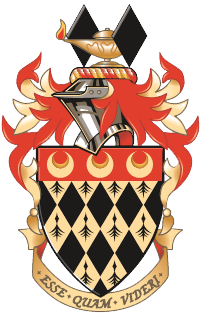 ESSE · QUAM · VIDERI